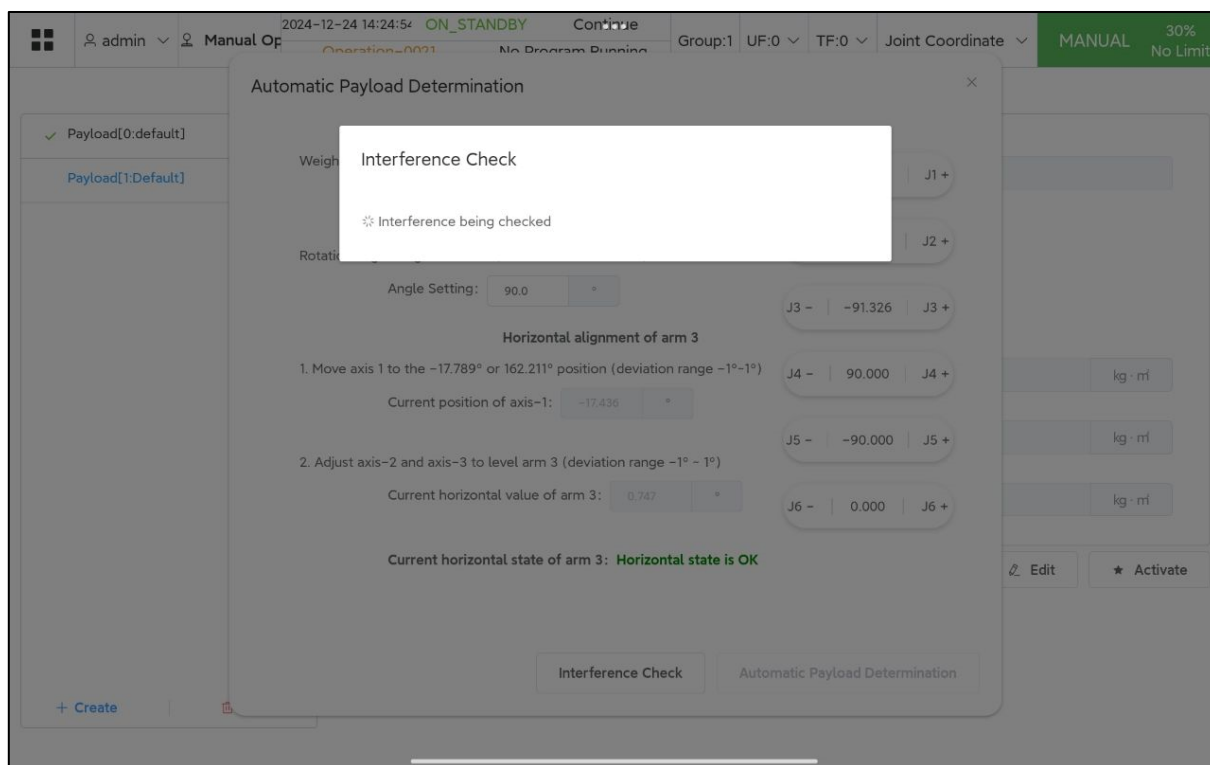 2024-12-24 14:24:54 ON_STANDBY Continue
admin Manual Op Group:1 UF:0 TF:0 Joint Coordinate MANUAL 30%
No Limit
Operation-0021 No Program Running
Automatic Payload Determination
Payload[0:default]
Payload[1:Default]
Weigh
Interference Check
Interference being checked
J1 +
J2 +
Rotati
Angle Setting: 90.0 °
J3 - -91.326 J3 +
Horizontal alignment of arm 3
1. Move axis 1 to the -17.789° or 162.211° position (deviation range -1°-1°)
J4 - 90.000 J4 +
kg·㎡
Current position of axis-1: -17.436 °
J5 - -90.000 J5 +
kg·㎡
2. Adjust axis-2 and axis-3 to level arm 3 (deviation range -1° - 1°)
Current horizontal value of arm 3: 0.747 °
J6 - 0.000 J6 +
kg·㎡
Current horizontal state of arm 3: Horizontal state is OK
Edit Activate
Interference Check Automatic Payload Determination
+ Create